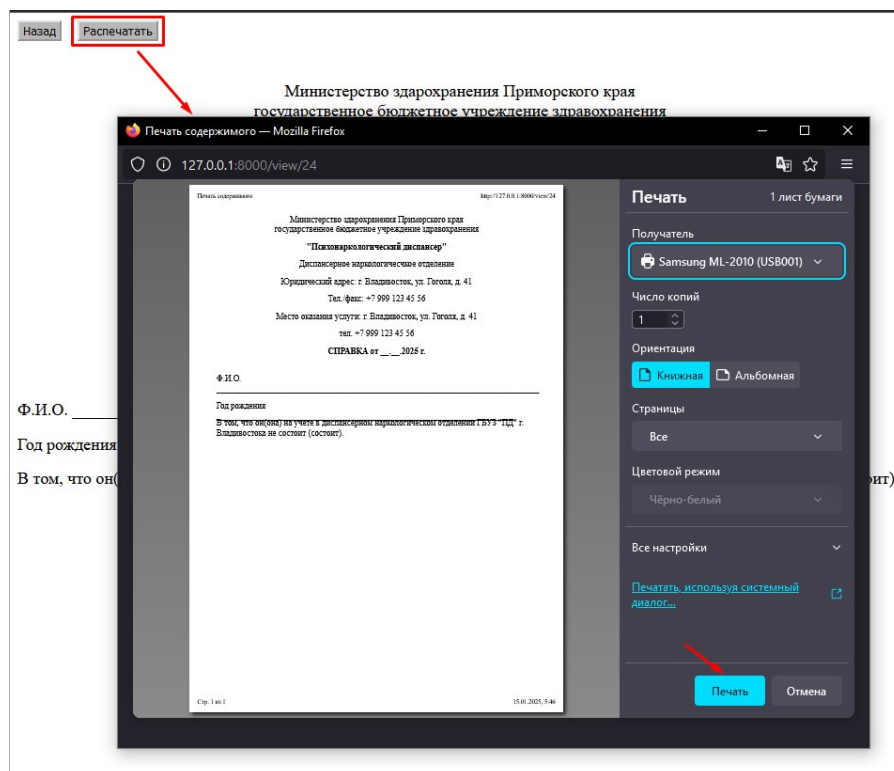 Назад
Распечатать
Министерство здарохранения Приморского края
государственное бюджетное учреждение здравохранения
Ф.И.О.
Год рождения
В том, что он(
оит)
Печать содержимого — Mozilla Firefox
127.0.0.1:8000/view/24
Печать содержимого
http://127.0.0.1:8000/view/24
Министерство здарохранения Приморского края
государственное бюджетное учреждение здравохранения
"Психонаркологический диспансер"
Диспансерное наркологическое отделение
Юридический адрес: г. Владивосток, ул. Гоголя, д. 41
Тел./факс: +7 999 123 45 56
Место оказания услуги: г. Владивосток, ул. Гоголя, д. 41
тел. +7 999 123 45 56
СПРАВКА от __.__.2025 г.
Ф.И.О.
Год рождения
В том, что он(она) на учете в диспансерном наркологическом отделении ГБУЗ "ПД" г.
Владивостока не состоит (состоит).
Стр. 1 из 1
15.01.2025, 5:46
Печать
1 лист бумаги
Получатель
Samsung ML-2010 (USB001)
Число копий
1
Ориентация
Книжная
Альбомная
Страницы
Все
Цветовой режим
Чёрно-белый
Все настройки
Печатать, используя системный
диалог...
Печать
Отмена